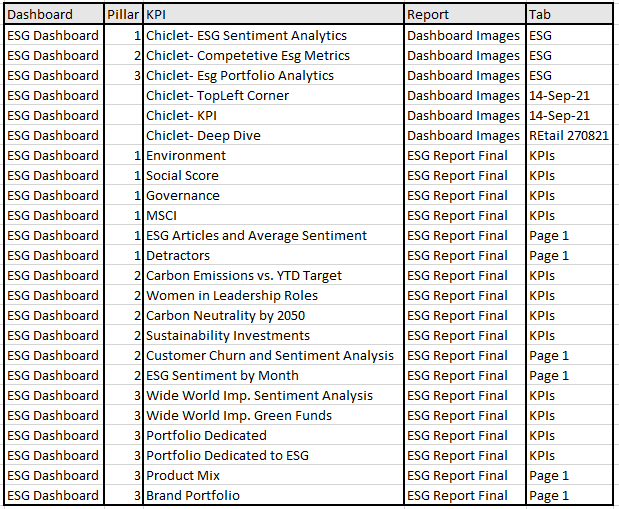 Dashboard Pillar KPI Report Tab
ESG Dashboard 1 Chiclet- ESG Sentiment Analytics Dashboard Images ESG
ESG Dashboard 2 Chiclet- Competetive Esg Metrics Dashboard Images ESG
ESG Dashboard 3 Chiclet- Esg Portfolio Analytics Dashboard Images ESG
ESG Dashboard Chiclet- TopLeft Corner Dashboard Images 14-Sep-21
ESG Dashboard Chiclet- KPI Dashboard Images 14-Sep-21
ESG Dashboard Chiclet- Deep Dive Dashboard Images REtail 270821
ESG Dashboard 1 Environment ESG Report Final KPIs
ESG Dashboard 1 Social Score ESG Report Final KPIs
ESG Dashboard 1 Governance ESG Report Final KPIs
ESG Dashboard 1 MSCI ESG Report Final KPIs
ESG Dashboard 1 ESG Articles and Average Sentiment ESG Report Final Page 1
ESG Dashboard 1 Detractors ESG Report Final Page 1
ESG Dashboard 2 Carbon Emissions vs. YTD Target ESG Report Final KPIs
ESG Dashboard 2 Women in Leadership Roles ESG Report Final KPIs
ESG Dashboard 2 Carbon Neutrality by 2050 ESG Report Final KPIs
ESG Dashboard 2 Sustainability Investments ESG Report Final KPIs
ESG Dashboard 2 Customer Churn and Sentiment Analysis ESG Report Final Page 1
ESG Dashboard 2 ESG Sentiment by Month ESG Report Final Page 1
ESG Dashboard 3 Wide World Imp. Sentiment Analysis ESG Report Final KPIs
ESG Dashboard 3 Wide World Imp. Green Funds ESG Report Final KPIs
ESG Dashboard 3 Portfolio Dedicated ESG Report Final KPIs
ESG Dashboard 3 Portfolio Dedicated to ESG ESG Report Final KPIs
ESG Dashboard 3 Product Mix ESG Report Final Page 1
ESG Dashboard 3 Brand Portfolio ESG Report Final Page 1